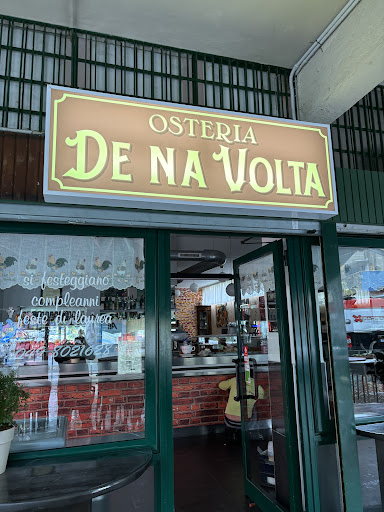 OSTERIA
DE NA VOLTA
si festeggiano
compleanni
feste di laurea